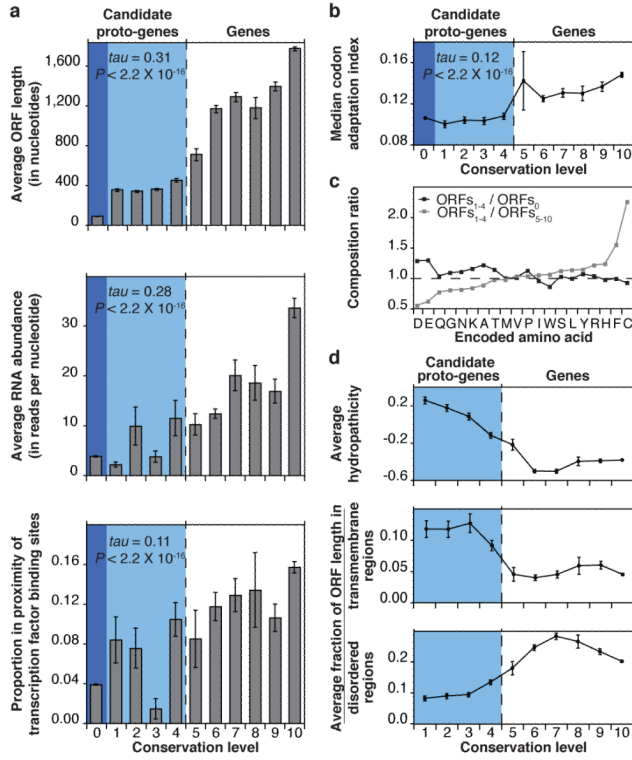 a
Candidate
proto-genes
Genes
tau = 0.31
P < 2.2 X 10-16
Average ORF length
(in nucleotides)
1,600
1,200
800
400
0
tau = 0.28
P < 2.2 X 10-16
Average RNA abundance
(in reads per nucleotide)
30
20
10
0
tau = 0.11
P < 2.2 X 10-16
Proportion in proximity of
transcription factor binding sites
0.16
0.12
0.08
0.04
0.00
0 1 2 3 4 5 6 7 8 9 10
Conservation level
b
Candidate
proto-genes
Genes
tau = 0.12
P < 2.2 X 10-16
Median codon
adaptation index
0.16
0.12
0.08
0 1 2 3 4 5 6 7 8 9 10
Conservation level
c
ORFs1-4 / ORFs0
ORFs1-4 / ORFs5-10
Composition ratio
2.0
1.5
1.0
0.5
D E Q G N K A T M V P I W S L Y R H F C
Encoded amino acid
d
Candidate
proto-genes
Genes
Average
hydropathicity
0.2
-0.2
-0.6
Average fraction of ORF length in
transmembrane
regions
0.10
0.05
0.00
disordered
regions
0.2
0.1
0.0
1 2 3 4 5 6 7 8 9 10
Conservation level